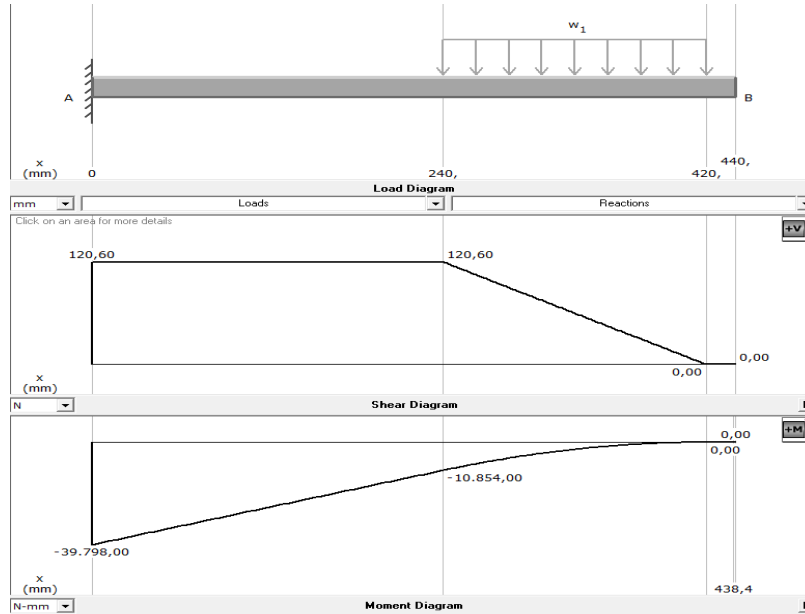 w1
A
B
x
(mm)
0
240,
420,
440,
Load Diagram
mm
Loads
Reactions
Click on an area for more details
+V
120,60
120,60
0,00
0,00
x
(mm)
N
Shear Diagram
+M
0,00
0,00
-10.854,00
-39.798,00
x
(mm)
438,4
N-mm
Moment Diagram